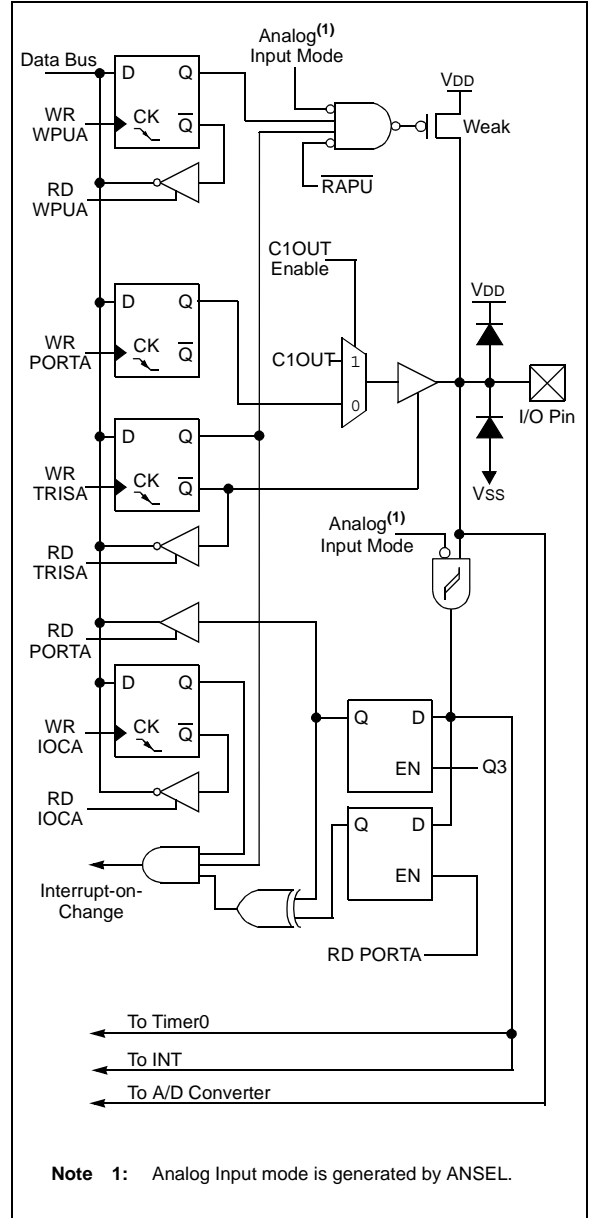 Analog(1)
Input Mode
Data Bus
D
Q
VDD
WR
WPUA
CK
Q
Weak
RD
WPUA
RAPU
C1OUT
Enable
D
Q
VDD
WR
PORTA
CK
Q
C1OUT
1
0
I/O Pin
D
Q
WR
TRISA
CK
Q
VSS
Analog(1)
Input Mode
RD
TRISA
RD
PORTA
D
Q
WR
IOCA
CK
Q
Q
D
EN
Q3
RD
IOCA
Q
D
EN
Interrupt-on-
Change
RD PORTA
To Timer0
To INT
To A/D Converter
Note 1: Analog Input mode is generated by ANSEL.